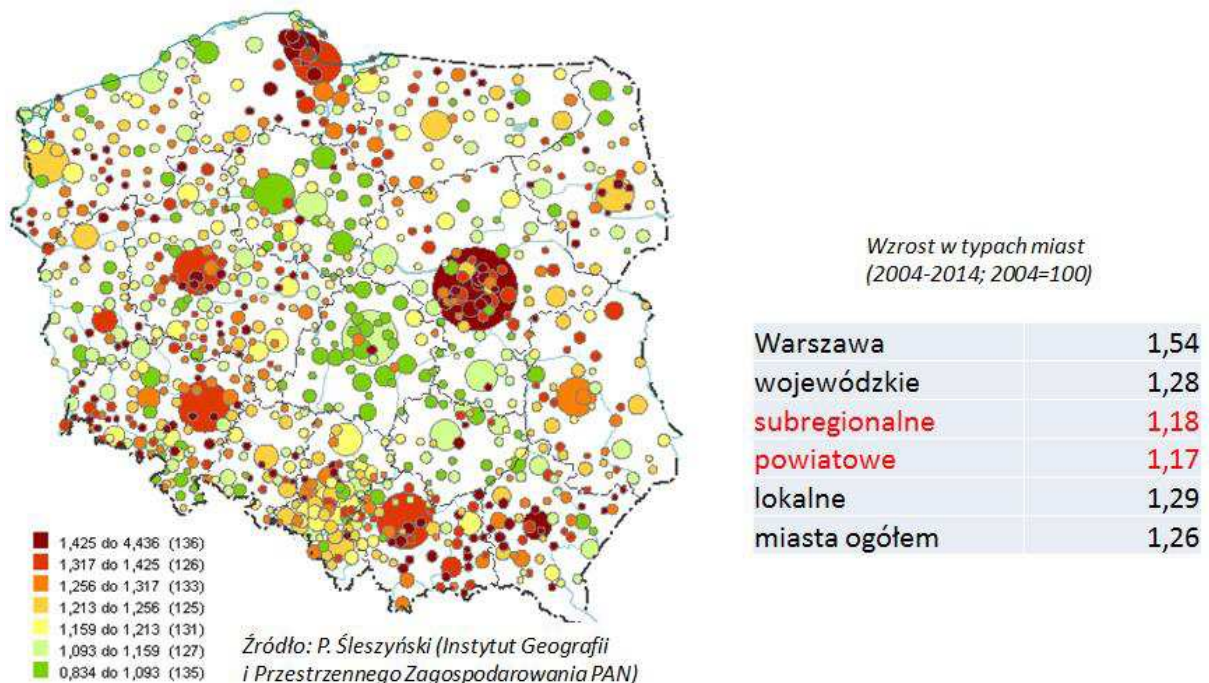 Wzrost w typach miast
(2004-2014; 2004=100)
Warszawa 1,54
wojewódzkie 1,28
subregionalne 1,18
powiatowe 1,17
lokalne 1,29
miasta ogółem 1,26
1,425 do 4,436 (136)
1,317 do 1,425 (126)
1,256 do 1,317 (133)
1,213 do 1,256 (125)
1,159 do 1,213 (131)
1,093 do 1,159 (127)
0,834 do 1,093 (135)
Źródło: P. Śleszyński (Instytut Geografii
i Przestrzennego Zagospodarowania PAN)